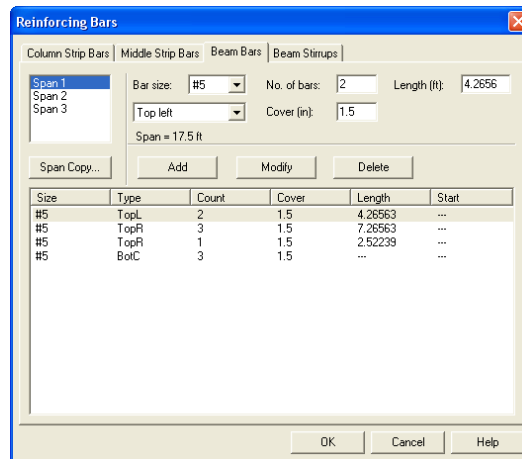 Reinforcing Bars
Column Strip Bars Middle Strip Bars Beam Bars Beam Stirrups
Span 1
Span 2
Span 3
Bar size: #5 No. of bars: 2 Length (ft): 4.2656
Top left Cover (in): 1.5
Span = 17.5 ft
Span Copy... Add Modify Delete
Size Type Count Cover Length Start
#5 TopL 2 1.5 4.26563 ...
#5 TopR 3 1.5 7.26563 ...
#5 TopR 1 1.5 2.52239 ...
#5 BotC 3 1.5 ... ...
OK Cancel Help